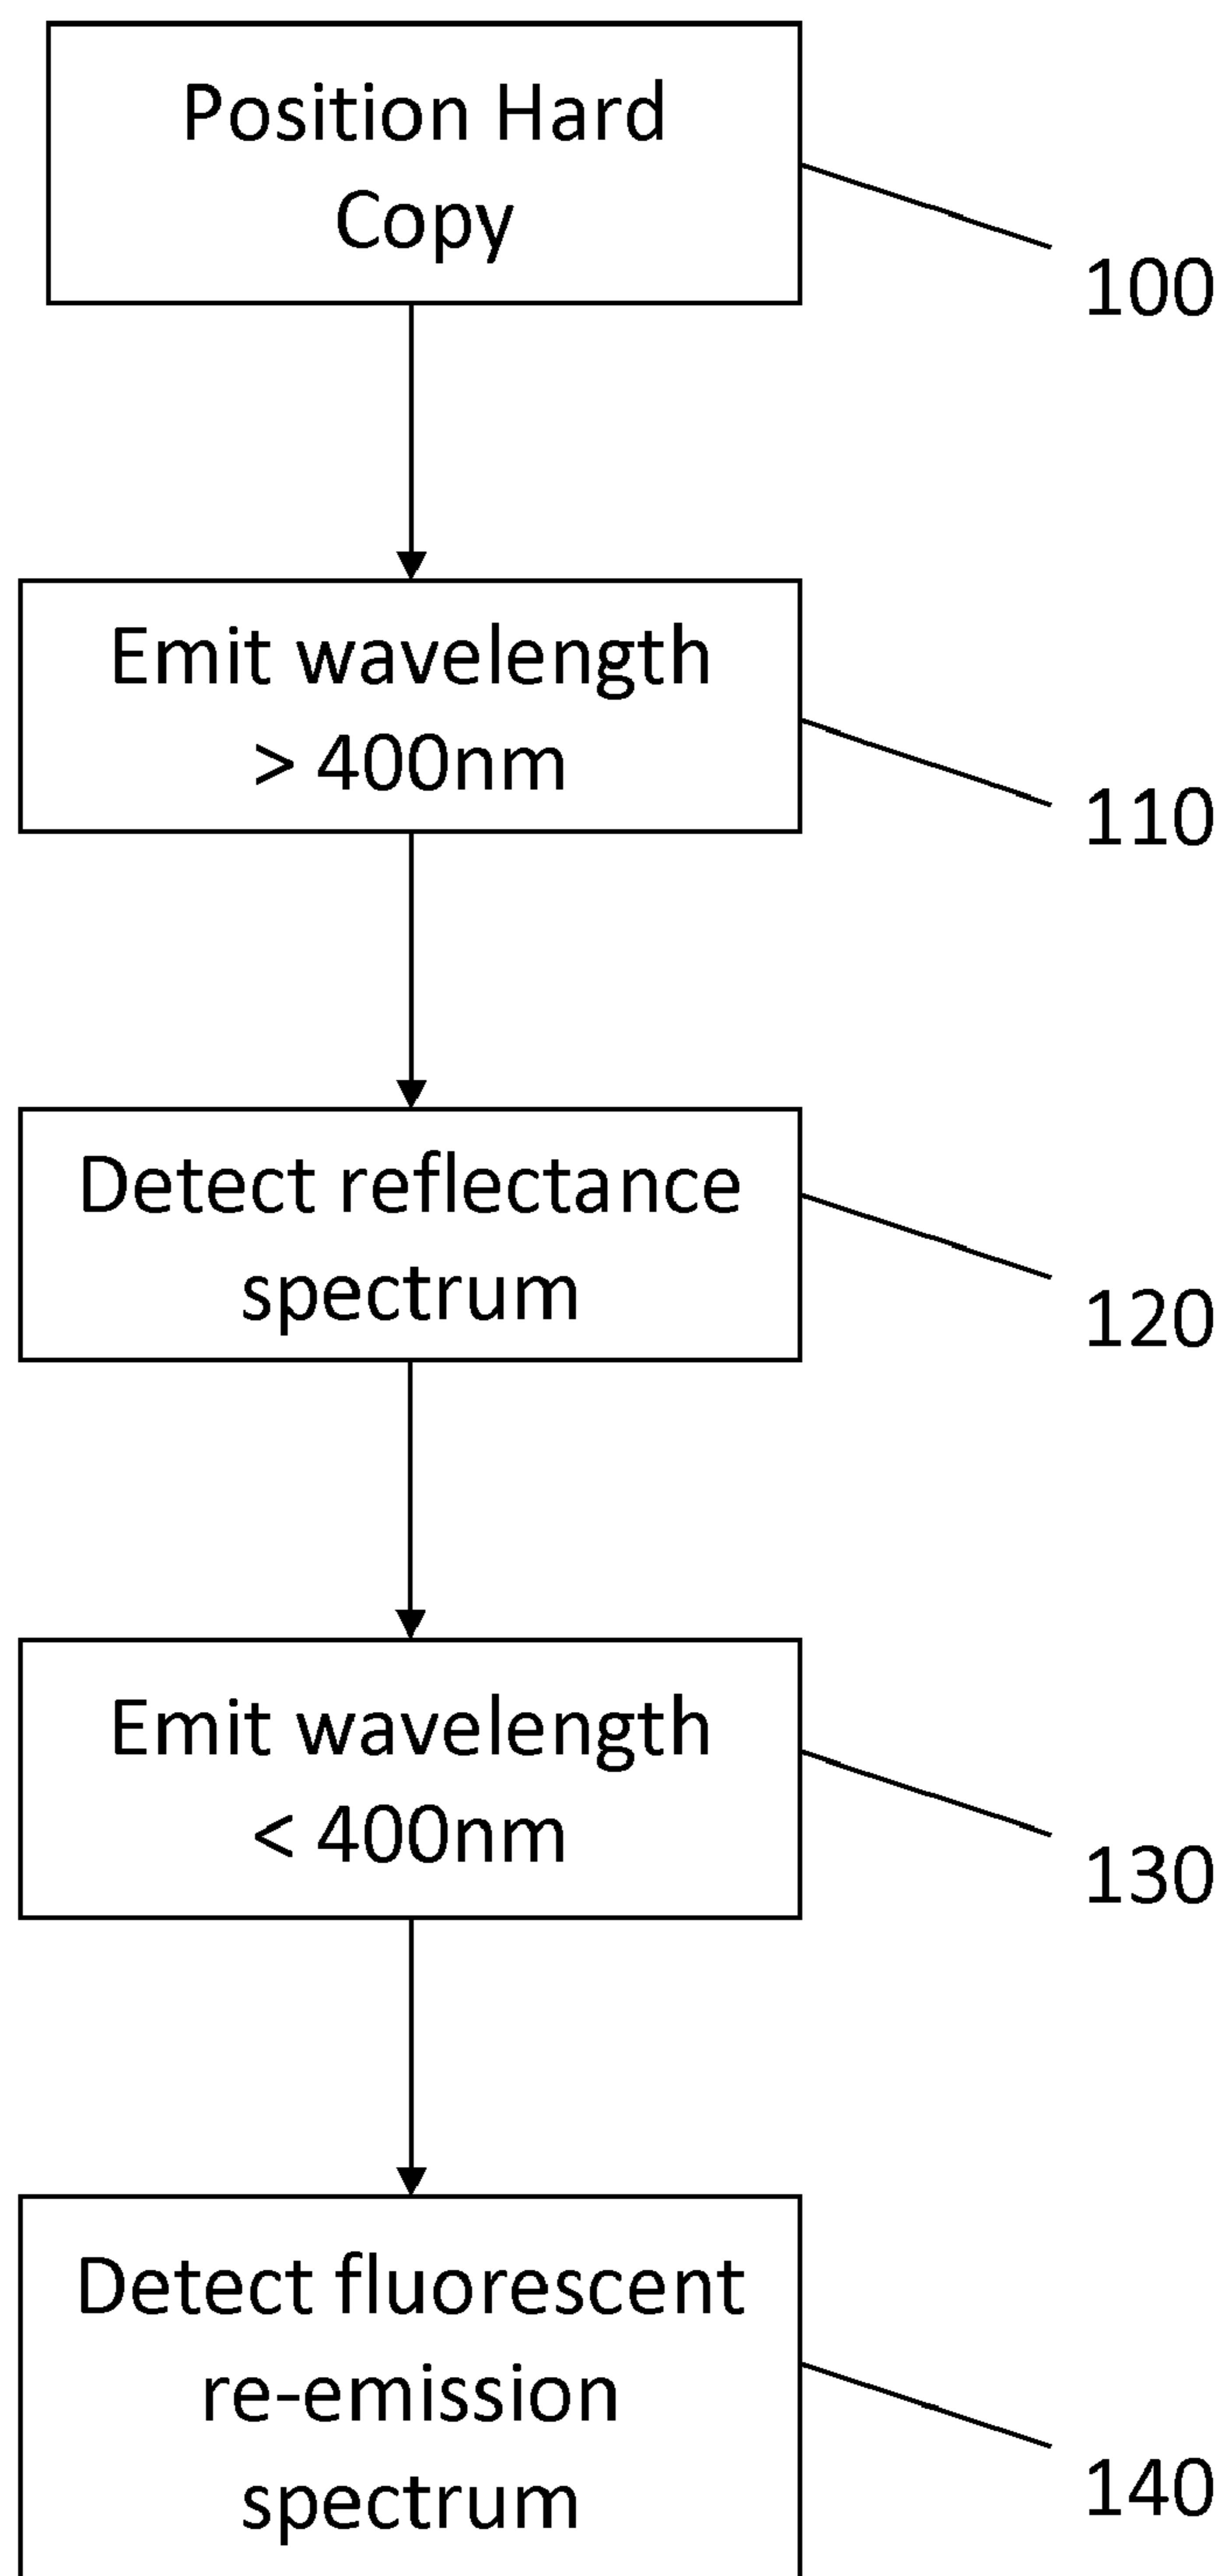 Position Hard
Copy
100
Emit wavelength
> 400nm
110
Detect reflectance
spectrum
120
Emit wavelength
< 400nm
130
Detect fluorescent
re-emission
spectrum
140